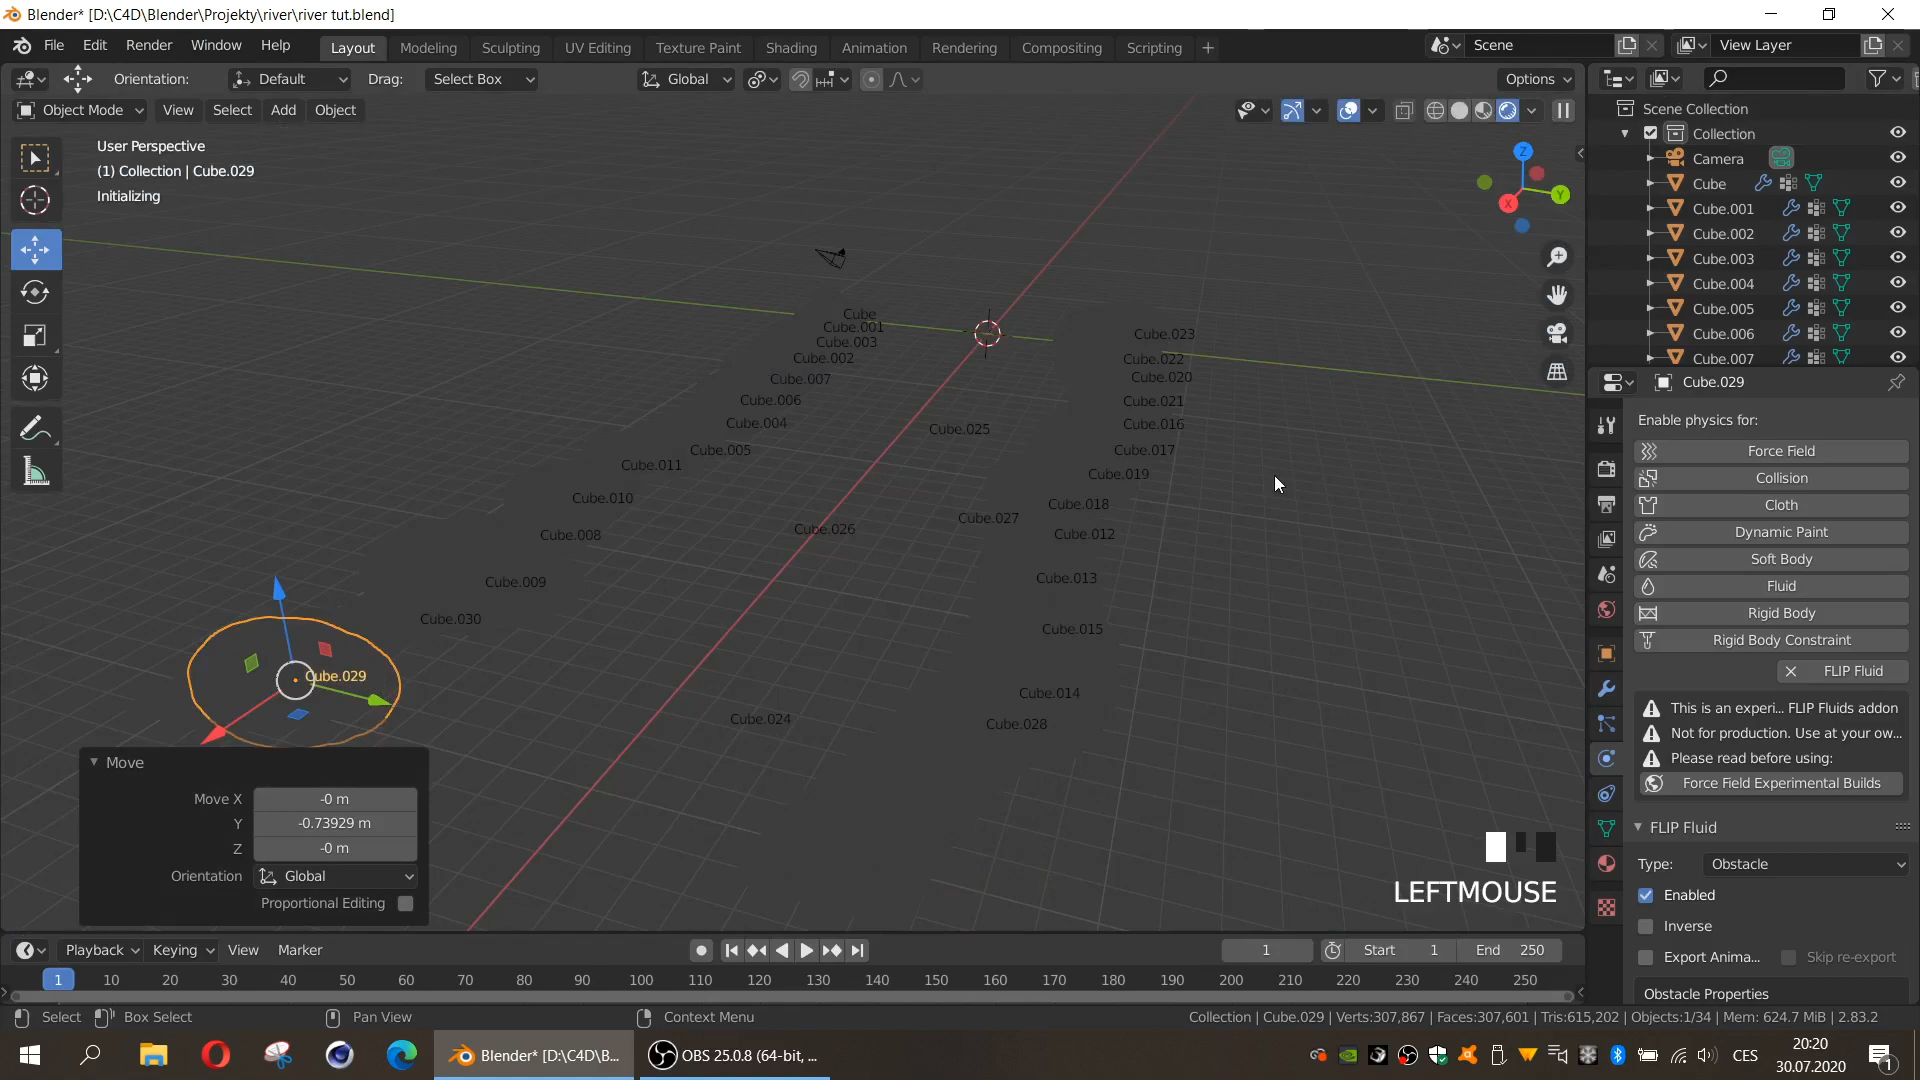 Blender* [D:\C4D\Blender\Projekty\river\river tut.blend]
File Edit Render Window Help Layout Modeling Sculpting UV Editing Texture Paint Shading Animation Rendering Compositing Scripting + Scene View Layer
Orientation: Default Drag: Select Box Global Options
Object Mode View Select Add Object
User Perspective
(1) Collection | Cube.029
Initializing
Z
Y
X
Cube
Cube.001
Cube.003
Cube.002
Cube.007
Cube.006
Cube.004
Cube.005
Cube.011
Cube.010
Cube.008
Cube.009
Cube.030
Cube.029
Cube.025
Cube.026
Cube.027
Cube.024
Cube.023
Cube.022
Cube.020
Cube.021
Cube.016
Cube.017
Cube.019
Cube.018
Cube.012
Cube.013
Cube.015
Cube.014
Cube.028
Move
Move X -0 m
Y -0.73929 m
Z -0 m
Orientation Global
Proportional Editing
LEFTMOUSE
Scene Collection
Collection
Camera
Cube
Cube.001
Cube.002
Cube.003
Cube.004
Cube.005
Cube.006
Cube.007
Cube.029
Enable physics for:
Force Field
Collision
Cloth
Dynamic Paint
Soft Body
Fluid
Rigid Body
Rigid Body Constraint
FLIP Fluid
This is an experi... FLIP Fluids addon
Not for production. Use at your ow...
Please read before using:
Force Field Experimental Builds
FLIP Fluid
Type: Obstacle
Enabled
Inverse
Export Anima... Skip re-export
Obstacle Properties
Playback Keying View Marker 1 Start 1 End 250
1 10 20 30 40 50 60 70 80 90 100 110 120 130 140 150 160 170 180 190 200 210 220 230 240 250
Select Box Select Pan View Context Menu Collection | Cube.029 | Verts:307,867 | Faces:307,601 | Tris:615,202 | Objects:1/34 | Mem: 624.7 MiB | 2.83.2
Blender* [D:\C4D\B... OBS 25.0.8 (64-bit, ... CES 20:20
30.07.2020
1